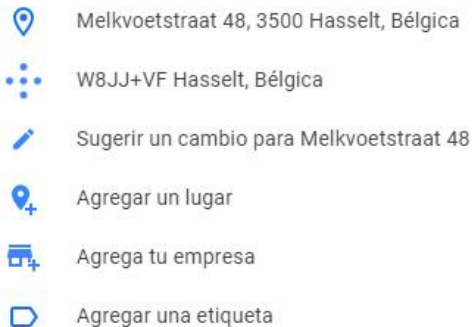 Melkvoetstraat 48, 3500 Hasselt, Bélgica
W8JJ+VF Hasselt, Bélgica
Sugerir un cambio para Melkvoetstraat 48
Agregar un lugar
Agrega tu empresa
Agregar una etiqueta